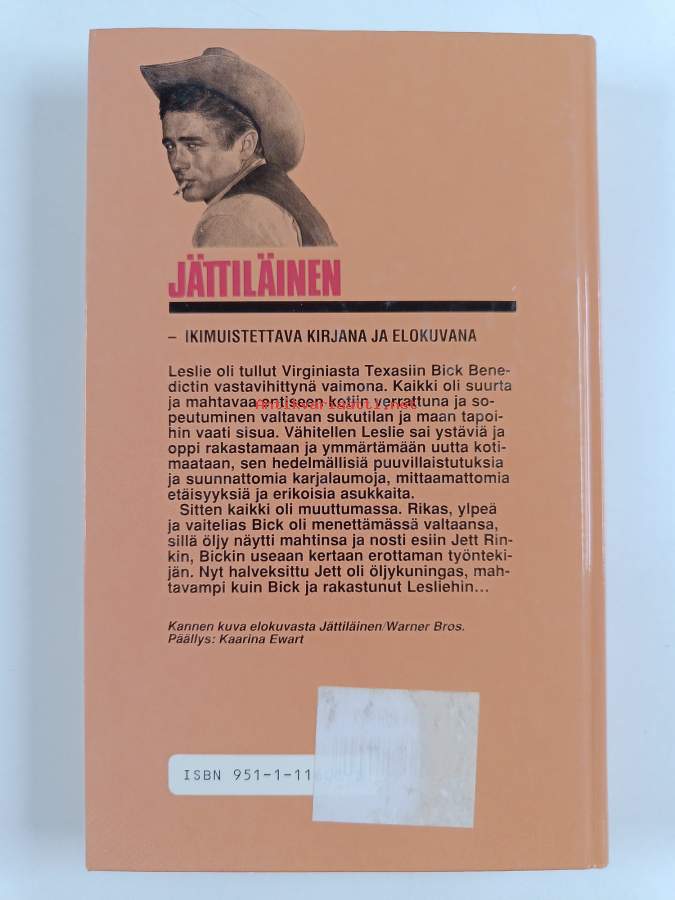 JÄTTILÄINEN
– IKIMUISTETTAVA KIRJANA JA ELOKUVANA
Leslie oli tullut Virginiasta Texasiin Bick Bene-
dictin vastavihittynä vaimona. Kaikki oli suurta
ja mahtavaa entiseen kotiin verrattuna ja so-
Antikvariaatti.net
peutuminen valtavan sukutilan ja maan tapoi-
hin vaati sisua. Vähitellen Leslie sai ystäviä ja
oppi rakastamaan ja ymmärtämään uutta koti-
maataan, sen hedelmällisiä puuvillaistutuksia
ja suunnattomia karjalaumoja, mittaamattomia
etäisyyksiä ja erikoisia asukkaita.
Sitten kaikki oli muuttumassa. Rikas, ylpeä
ja vaitelias Bick oli menettämässä valtaansa,
sillä öljy näytti mahtinsa ja nosti esiin Jett Rin-
kin, Bickin useaan kertaan erottaman työnteki-
jän. Nyt halveksittu Jett oli öljykuningas, mah-
tavampi kuin Bick ja rakastunut Lesliehin...
Kannen kuva elokuvasta Jättiläinen/Warner Bros.
Päällys: Kaarina Ewart
ISBN 951-1-11